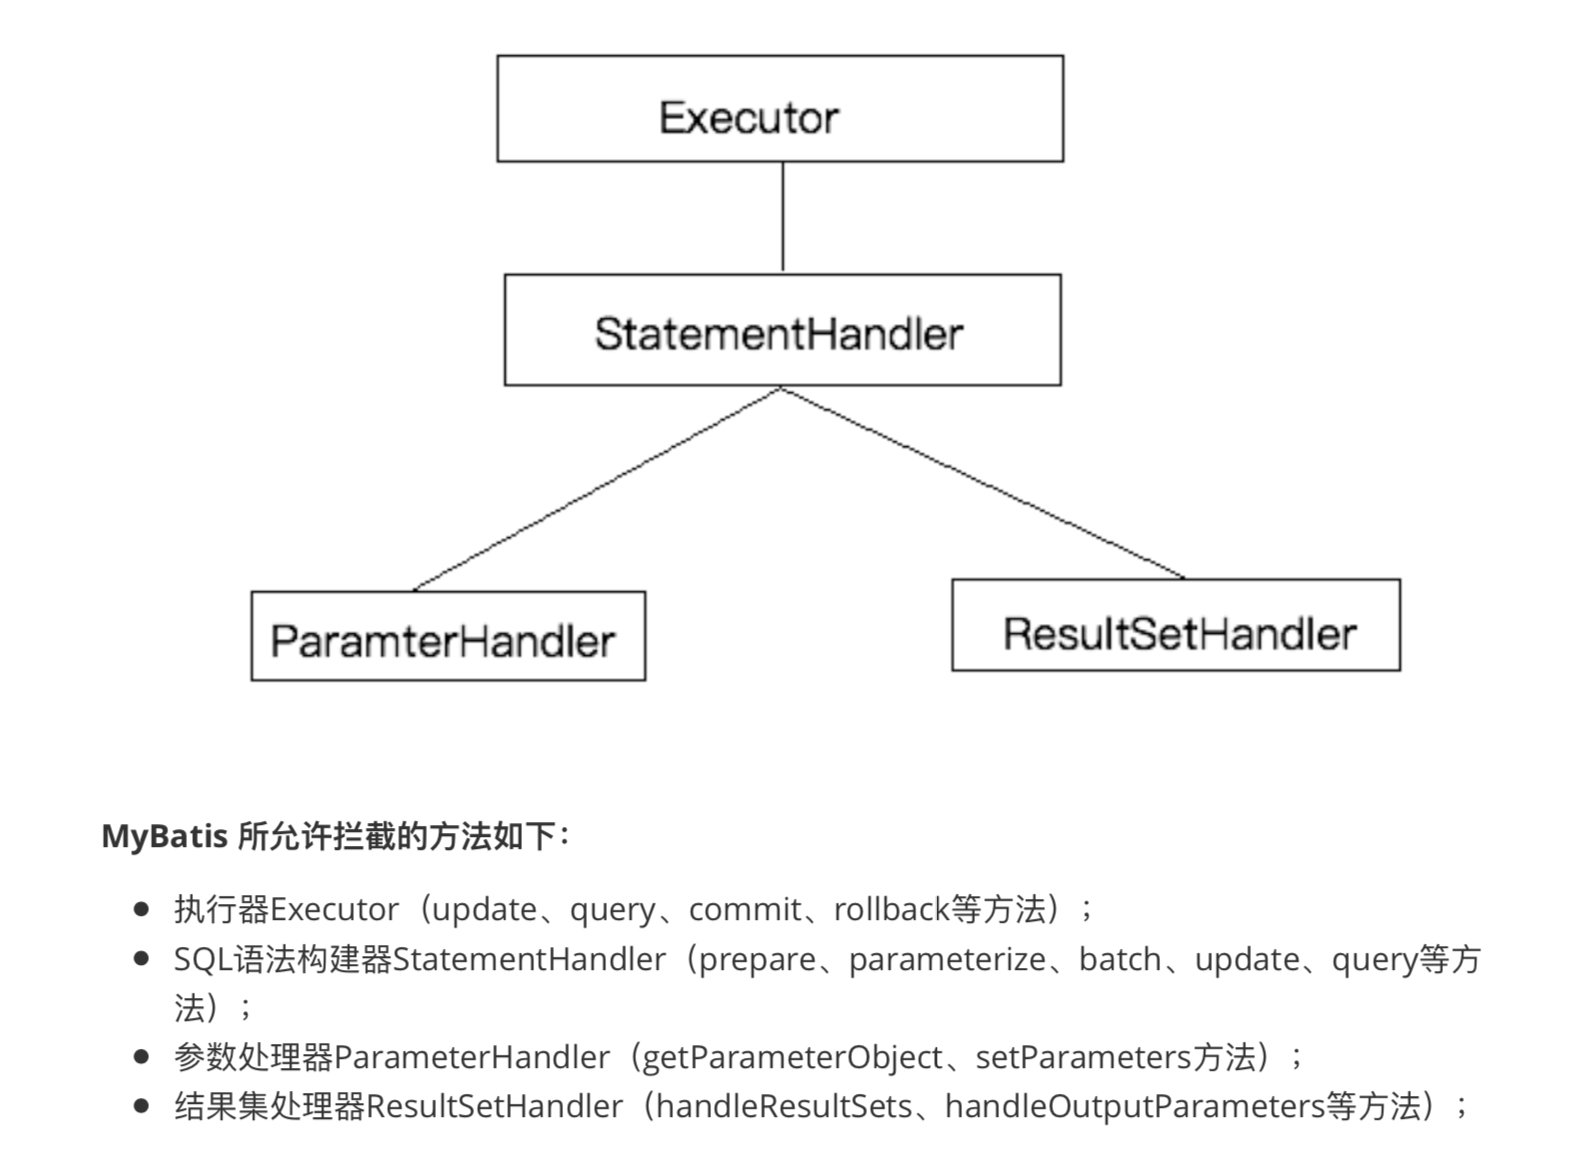 Executor
StatementHandler
ParamterHandler
ResultSetHandler
MyBatis 所允许拦截的方法如下：
执行器Executor（update、query、commit、rollback等方法）；
SQL语法构建器StatementHandler（prepare、parameterize、batch、update、query等方
法）；
参数处理器ParameterHandler（getParameterObject、setParameters方法）；
结果集处理器ResultSetHandler（handleResultSets、handleOutputParameters等方法）；